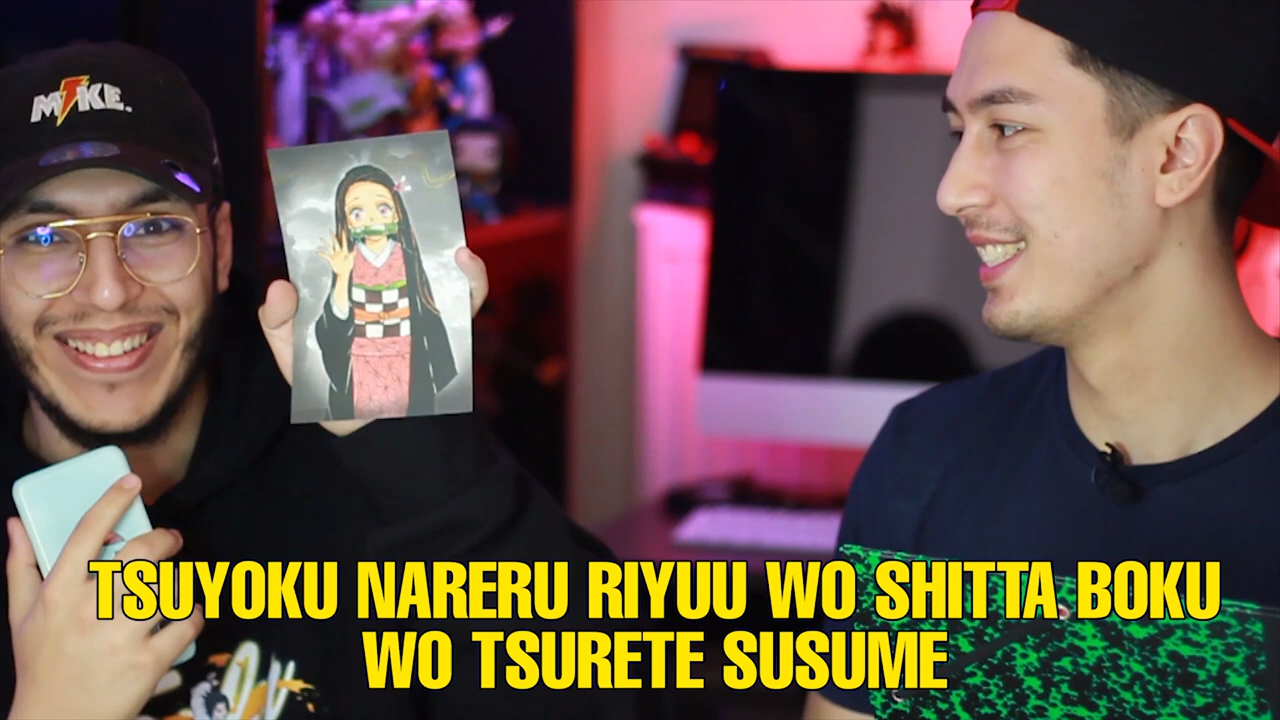 MIKE.
TSUYOKU NARERU RIYUU WO SHITTA BOKU
WO TSURETE SUSUME